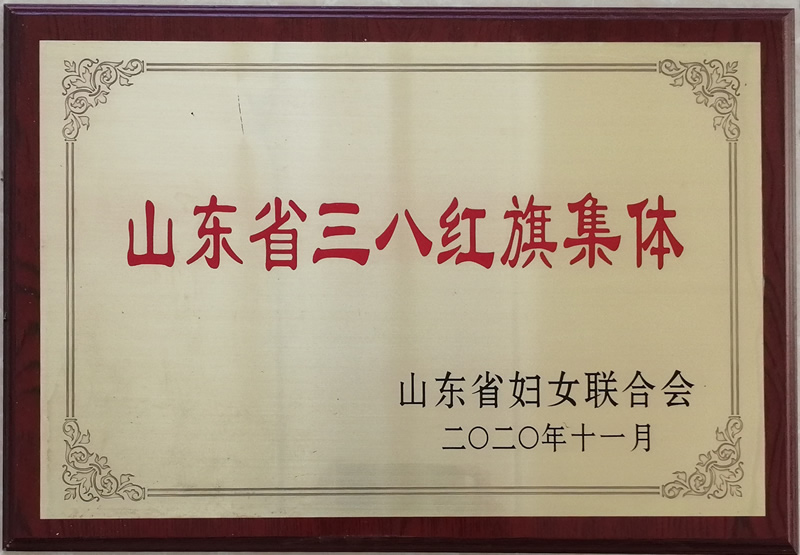 山东省三八红旗集体
山东省妇女联合会
二〇二〇年十一月